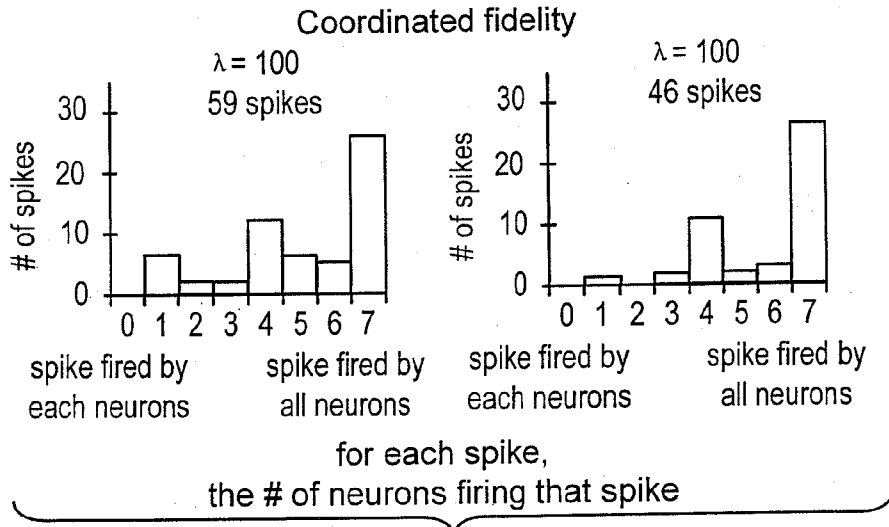 Coordinated fidelity
λ = 100
59 spikes
# of spikes
30
20
10
0
0 1 2 3 4 5 6 7
spike fired by
each neurons
spike fired by
all neurons
λ = 100
46 spikes
# of spikes
30
20
10
0
0 1 2 3 4 5 6 7
spike fired by
each neurons
spike fired by
all neurons
for each spike,
the # of neurons firing that spike